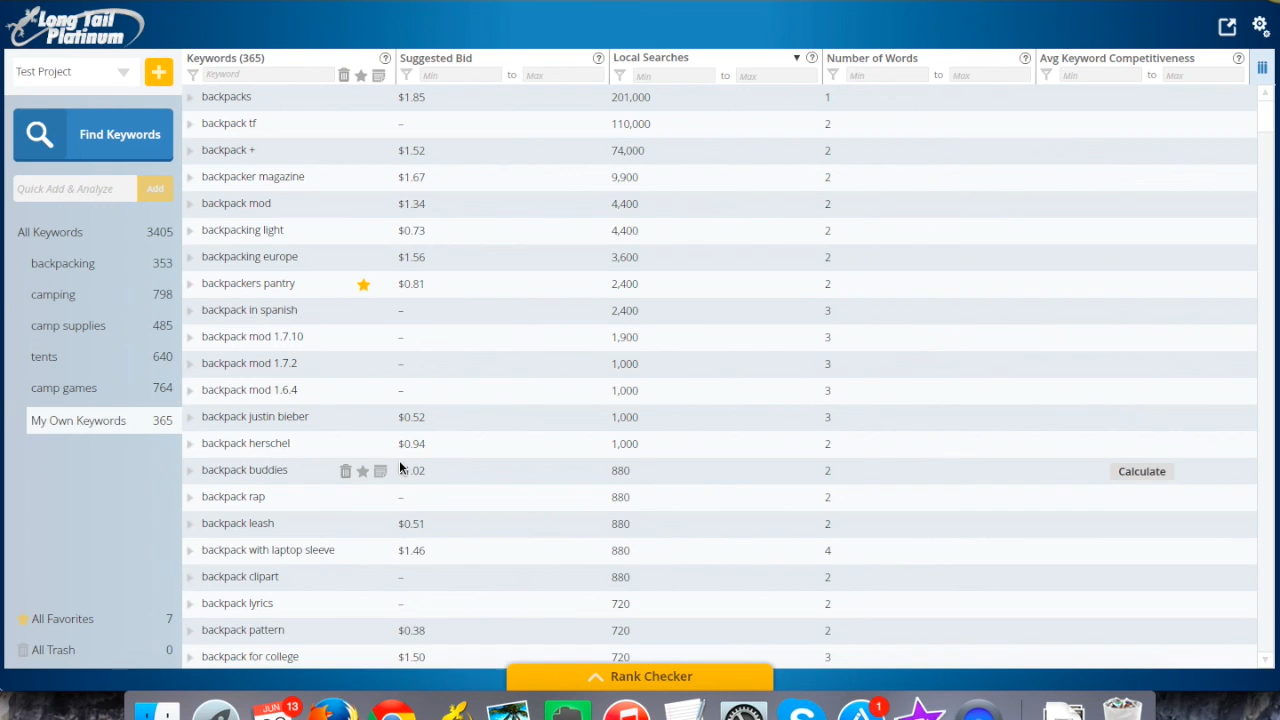 Long Tail
Platinum
Test Project
Keywords (365) ? Suggested Bid ? Local Searches ▼ ? Number of Words ? Avg Keyword Competitiveness ?
Keyword Min to Max Min to Max Min to Max Min to Max
Find Keywords
Quick Add & Analyze Add
All Keywords 3405
backpacking 353
camping 798
camp supplies 485
tents 640
camp games 764
My Own Keywords 365
All Favorites 7
All Trash 0
backpacks $1.85 201,000 1
backpack tf – 110,000 2
backpack + $1.52 74,000 2
backpacker magazine $1.67 9,900 2
backpack mod $1.34 4,400 2
backpacking light $0.73 4,400 2
backpacking europe $1.56 3,600 2
backpackers pantry $0.81 2,400 2
backpack in spanish – 2,400 3
backpack mod 1.7.10 – 1,900 3
backpack mod 1.7.2 – 1,000 3
backpack mod 1.6.4 – 1,000 3
backpack justin bieber $0.52 1,000 3
backpack herschel $0.94 1,000 2
backpack buddies .02 880 2 Calculate
backpack rap – 880 2
backpack leash $0.51 880 2
backpack with laptop sleeve $1.46 880 4
backpack clipart – 880 2
backpack lyrics – 720 2
backpack pattern $0.38 720 2
backpack for college $1.50 720 3
Rank Checker
JUN 13
1